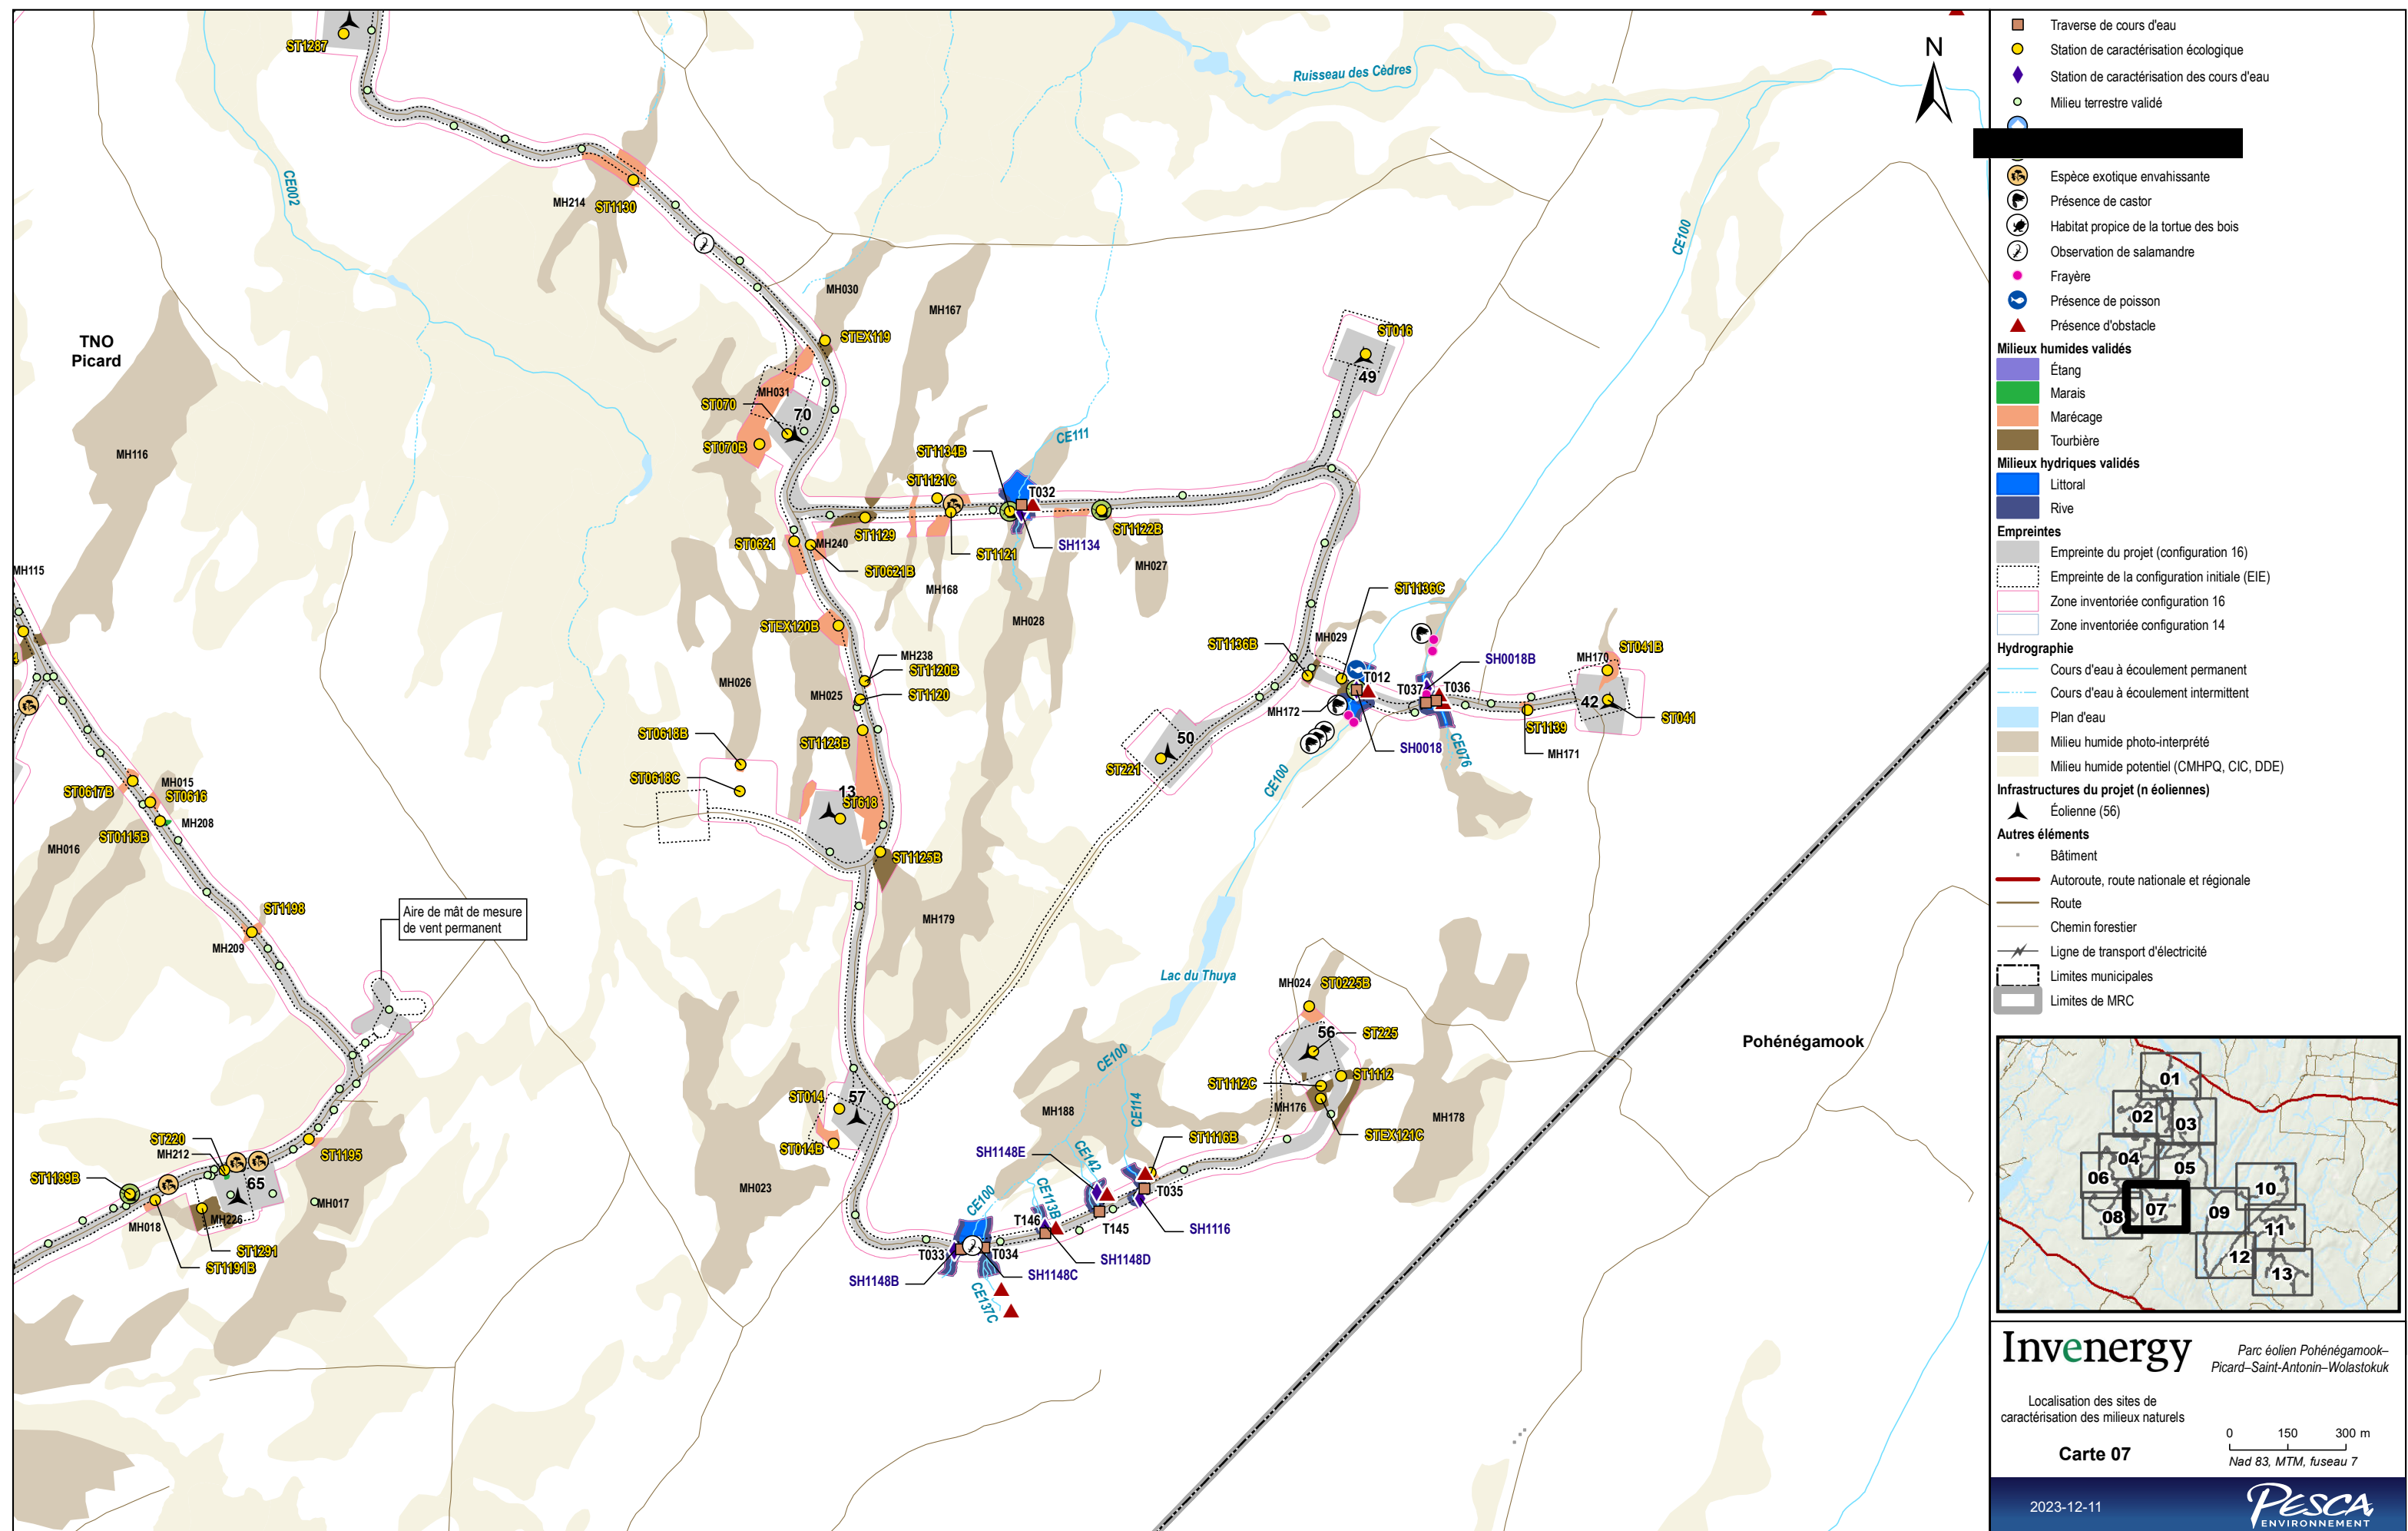 ST1287
Ruisseau des Cèdres
N
CE002
MH214
ST1130
CE100
MH030
MH167
TNO
Picard
STEX119
ST016
49
MH031
ST070
70
ST070B
MH116
CE111
ST1134B
ST1121C
T032
ST1129
ST1122B
ST0621
MH240
ST1121
SH1134
ST0621B
MH027
MH115
MH168
ST1136C
MH028
STEX120B
ST1136B
MH029
ST041B
MH238
SH0018B
MH170
ST1120B
MH026
MH025
ST1120
T012
T037
T036
42
MH172
ST041
ST0618B
ST1123B
50
SH0018
CE076
ST1139
MH171
ST0618C
ST221
CE100
MH015
ST0617B
ST0616
13
ST618
MH208
ST0115B
MH016
ST1125B
ST1198
Aire de mât de mesure
de vent permanent
MH209
MH179
Lac du Thuya
MH024
ST0225B
56
ST225
Pohénégamook
CE100
ST1112C
ST1112
ST014
57
CE114
MH188
MH176
MH178
ST220
MH212
ST1195
ST014B
ST1116B
STEX121C
SH1148E
CE142
ST1189B
65
MH023
CE100
CE113B
T035
MH017
MH018
MH226
T146
T145
SH1116
ST1291
T033
T034
SH1148D
ST1191B
SH1148B
SH1148C
CE137C
Traverse de cours d'eau
Station de caractérisation écologique
Station de caractérisation des cours d'eau
Milieu terrestre validé
Espèce exotique envahissante
Présence de castor
Habitat propice de la tortue des bois
Observation de salamandre
Frayère
Présence de poisson
Présence d'obstacle
Milieux humides validés
Étang
Marais
Marécage
Tourbière
Milieux hydriques validés
Littoral
Rive
Empreintes
Empreinte du projet (configuration 16)
Empreinte de la configuration initiale (EIE)
Zone inventoriée configuration 16
Zone inventoriée configuration 14
Hydrographie
Cours d'eau à écoulement permanent
Cours d'eau à écoulement intermittent
Plan d'eau
Milieu humide photo-interprété
Milieu humide potentiel (CMHPQ, CIC, DDE)
Infrastructures du projet (n éoliennes)
Éolienne (56)
Autres éléments
Bâtiment
Autoroute, route nationale et régionale
Route
Chemin forestier
Ligne de transport d'électricité
Limites municipales
Limites de MRC
01
02
03
04
05
06
10
08
07
09
11
12
13
Invenergy
Parc éolien Pohénégamook–
Picard–Saint-Antonin–Wolastokuk
Localisation des sites de
caractérisation des milieux naturels
Carte 07
0 150 300 m
Nad 83, MTM, fuseau 7
2023-12-11
PESCA
ENVIRONNEMENT